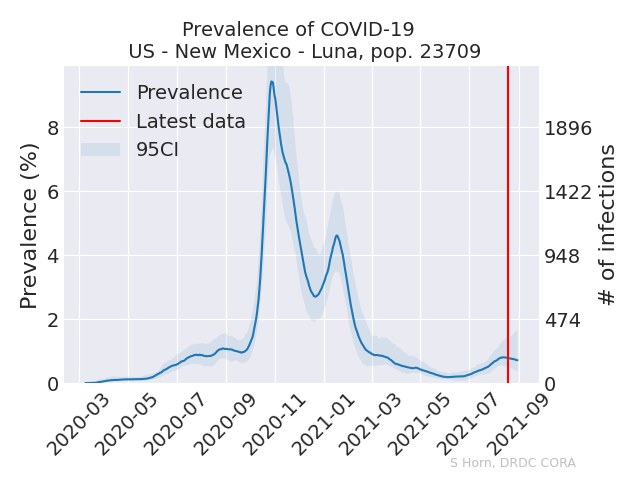 Prevalence of COVID-19
US - New Mexico - Luna, pop. 23709
Prevalence
Latest data
95CI
Prevalence (%)
8
6
4
2
0
1896
1422
948
474
0
# of infections
2020-03
2020-05
2020-07
2020-09
2020-11
2021-01
2021-03
2021-05
2021-07
2021-09
S Horn, DRDC CORA